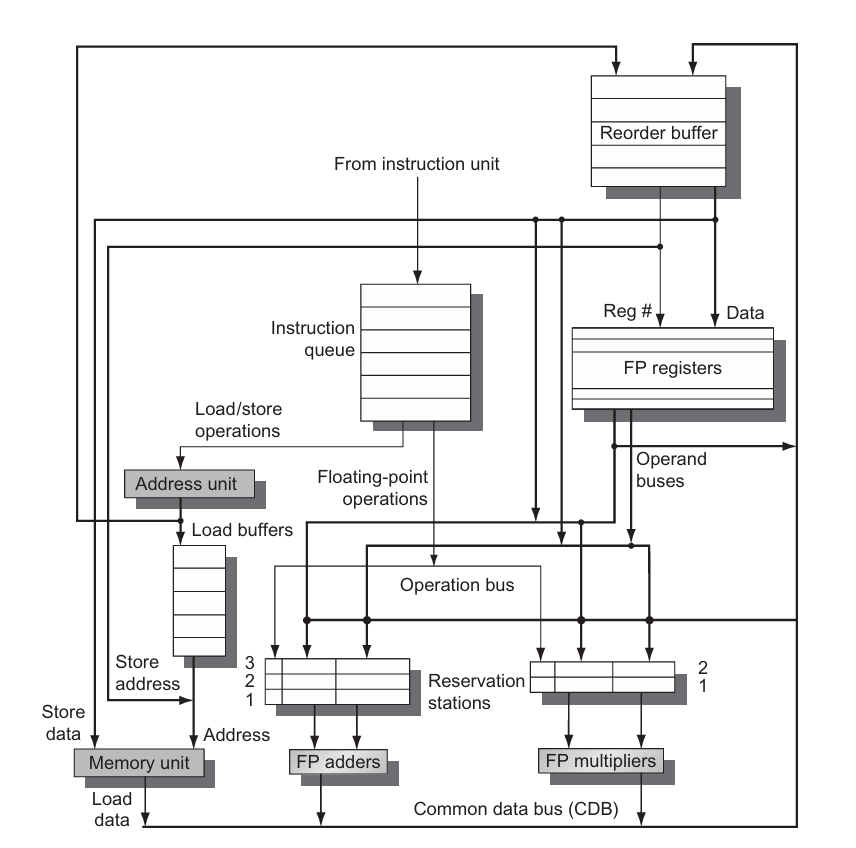 Reorder buffer
From instruction unit
Reg #
Data
Instruction
queue
FP registers
Load/store
operations
Operand
buses
Address unit
Floating-point
operations
Load buffers
Operation bus
Store
address
3
2
1
Reservation
stations
2
1
Store
data
Address
Memory unit
FP adders
FP multipliers
Load
data
Common data bus (CDB)